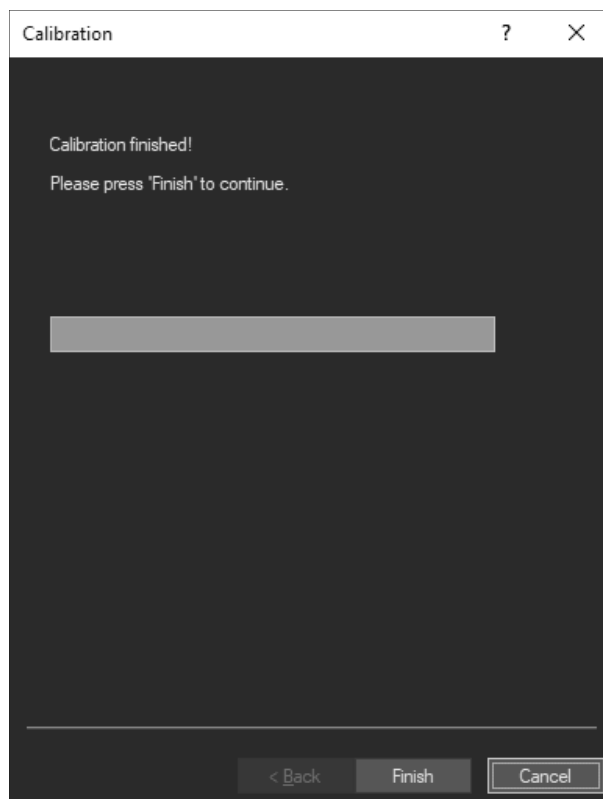 Calibration
?
Calibration finished!
Please press 'Finish' to continue.
< Back
Finish
Cancel